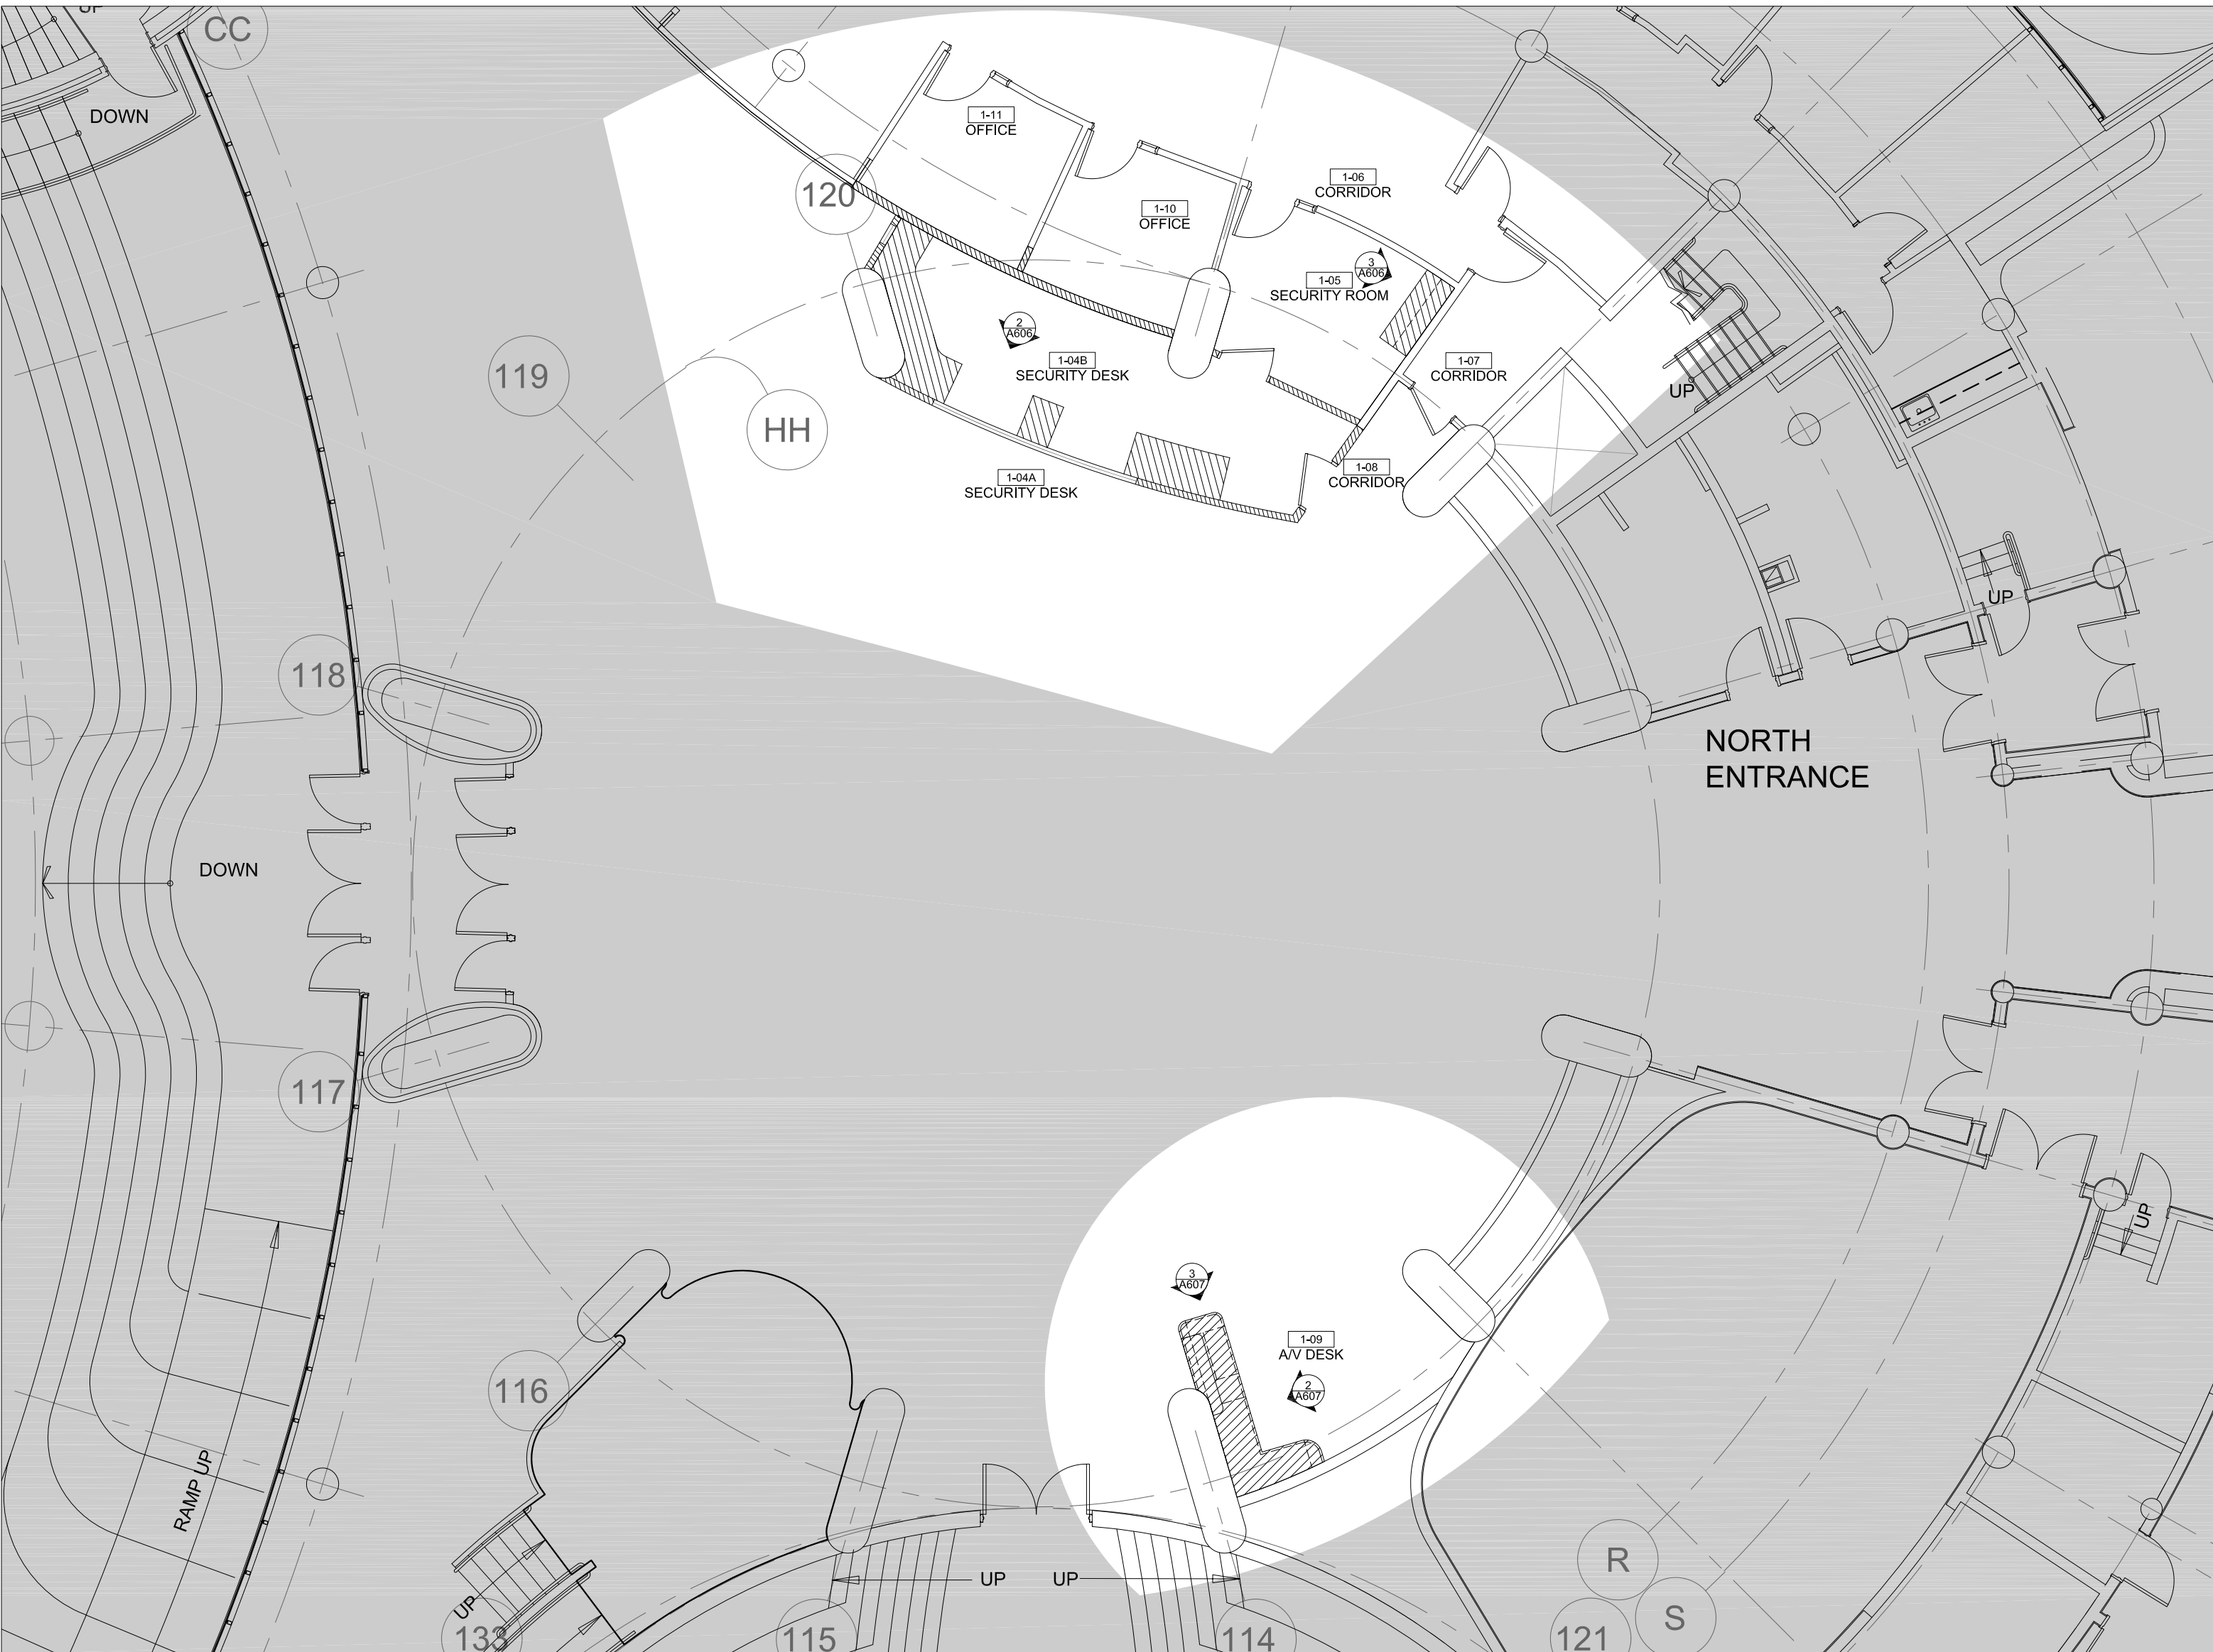 UP
CC
DOWN
1-11
OFFICE
120
1-10
OFFICE
1-06
CORRIDOR
3
A606
1-05
SECURITY ROOM
2
A606
1-04B
SECURITY DESK
1-07
CORRIDOR
UP
119
HH
1-04A
SECURITY DESK
1-08
CORRIDOR
UP
118
NORTH
ENTRANCE
DOWN
117
UP
3
A607
1-09
A/V DESK
2
A607
116
RAMP UP
R
UP
UP
UP
S
133
115
114
121